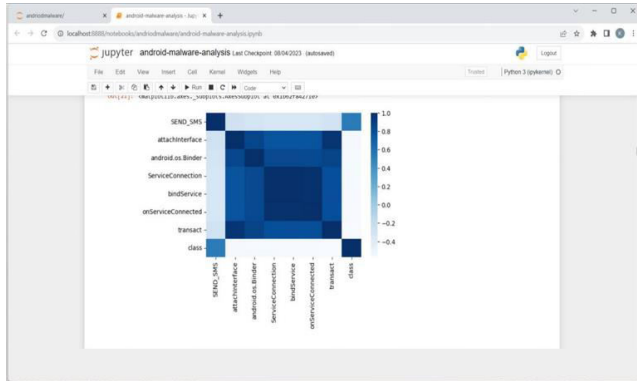 andriodmalware/
android-malware-analysis - Jup
localhost:8888/notebooks/andriodmalware/android-malware-analysis.ipynb
jupyter android-malware-analysis Last Checkpoint: 08/04/2023 (autosaved)
Logout
File Edit View Insert Cell Kernel Widgets Help
Trusted
Python 3 (ipykernel)
Run
Code
1.0
SEND_SMS
attachInterface
0.8
android.os.Binder
0.6
ServiceConnection
0.4
bindService
0.2
0.0
onServiceConnected
transact
−0.2
class
−0.4
SEND_SMS
attachInterface
android.os.Binder
ServiceConnection
bindService
onServiceConnected
transact
class